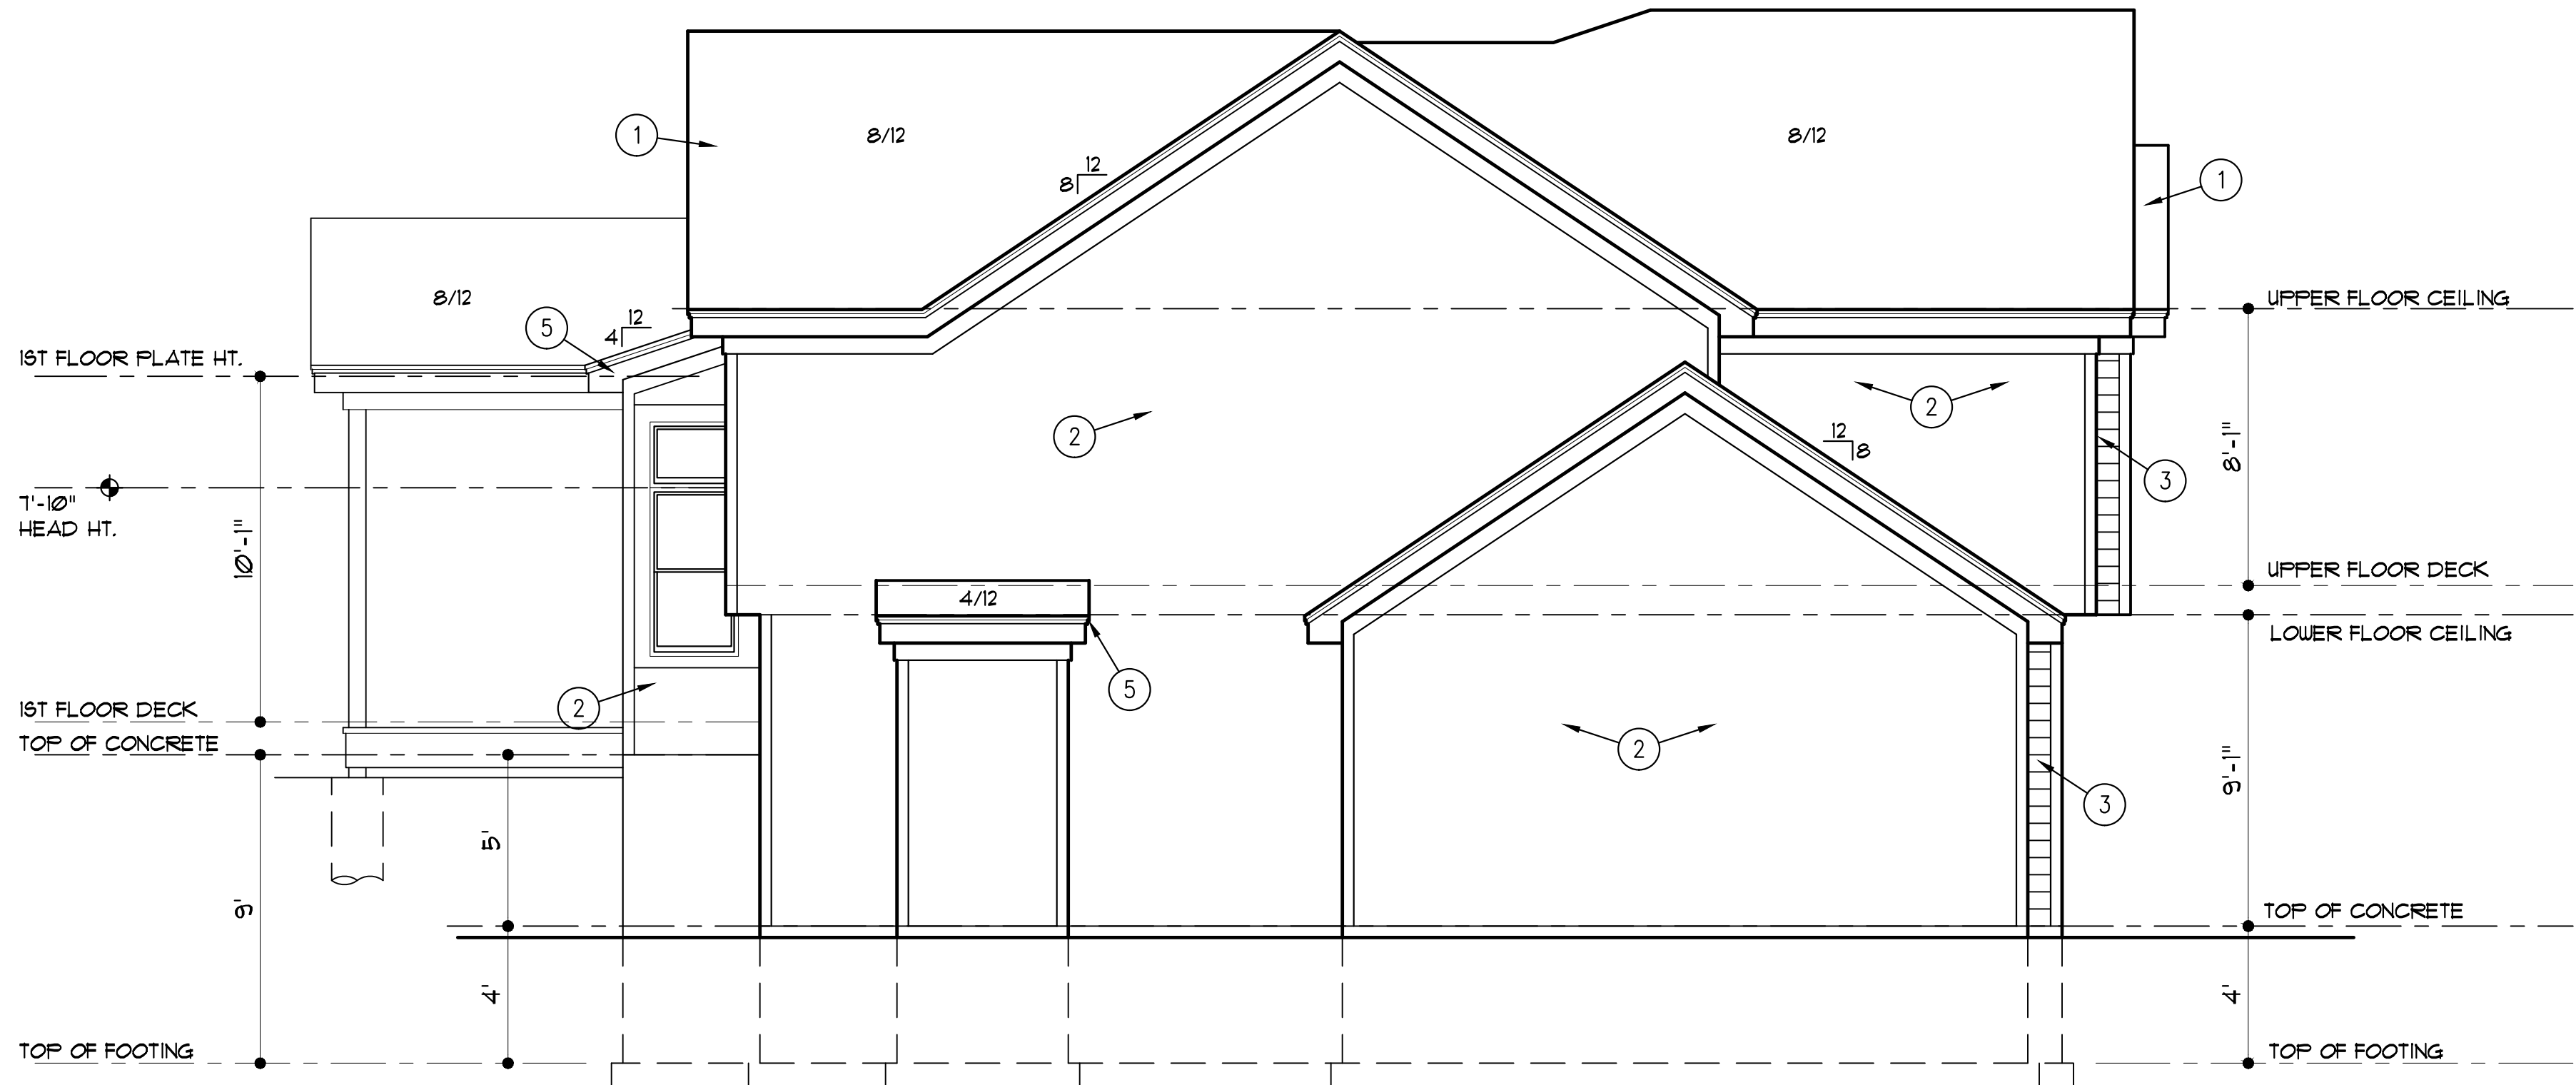 1
8/12
8/12
12
8
1
8/12
12
4
5
UPPER FLOOR CEILING
1ST FLOOR PLATE HT.
2
2
12
8
8'-1"
3
7'-10"
HEAD HT.
10'-1"
UPPER FLOOR DECK
4/12
LOWER FLOOR CEILING
5
1ST FLOOR DECK
2
TOP OF CONCRETE
2
9'-1"
3
5'
9'
TOP OF CONCRETE
4'
4'
TOP OF FOOTING
TOP OF FOOTING